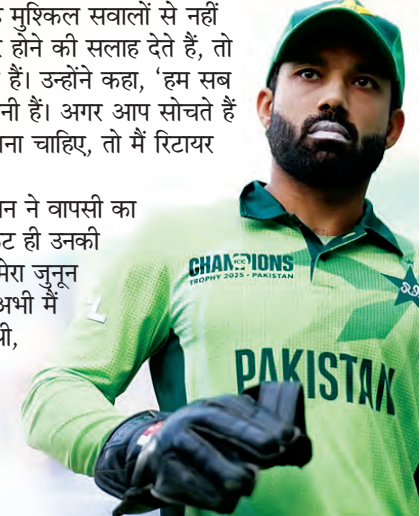 मुश्किल सवालों से नहीं
होने की सलाह देते हैं, तो
हैं। उन्होंने कहा, ‘हम सब
हैं। अगर आप सोचते हैं
चाहिए, तो मैं रिटायर
ने वापसी का
ही उनकी
मेरा जुनून
अभी मैं
ICC
CHAMPIONS
TROPHY 2025 - PAKISTAN
PAKISTAN